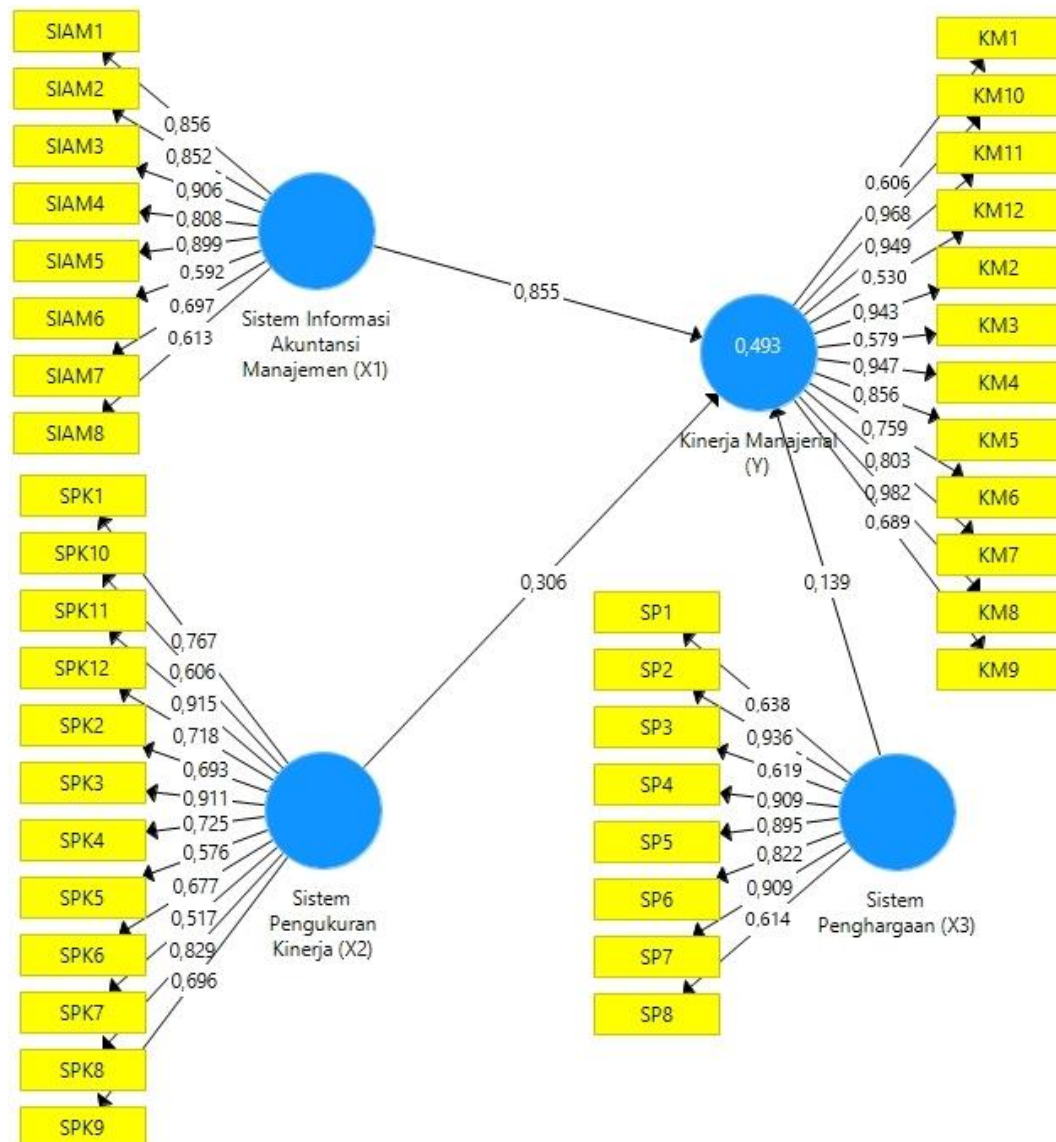 SIAM1
SIAM2
SIAM3
SIAM4
SIAM5
SIAM6
SIAM7
SIAM8
0,856
0,852
0,906
0,808
0,899
0,592
0,697
0,613
Sistem Informasi
Akuntansi
Manajemen (X1)
0,855
SPK1
SPK10
SPK11
SPK12
SPK2
SPK3
SPK4
SPK5
SPK6
SPK7
SPK8
SPK9
0,767
0,606
0,915
0,718
0,693
0,911
0,725
0,576
0,677
0,517
0,829
0,696
Sistem
Pengukuran
Kinerja (X2)
0,306
0,493
Kinerja Manajerial
(Y)
0,606
0,968
0,949
0,530
0,943
0,579
0,947
0,856
0,759
0,803
0,982
0,689
KM1
KM10
KM11
KM12
KM2
KM3
KM4
KM5
KM6
KM7
KM8
KM9
0,139
SP1
SP2
SP3
SP4
SP5
SP6
SP7
SP8
0,638
0,936
0,619
0,909
0,895
0,822
0,909
0,614
Sistem
Penghargaan (X3)